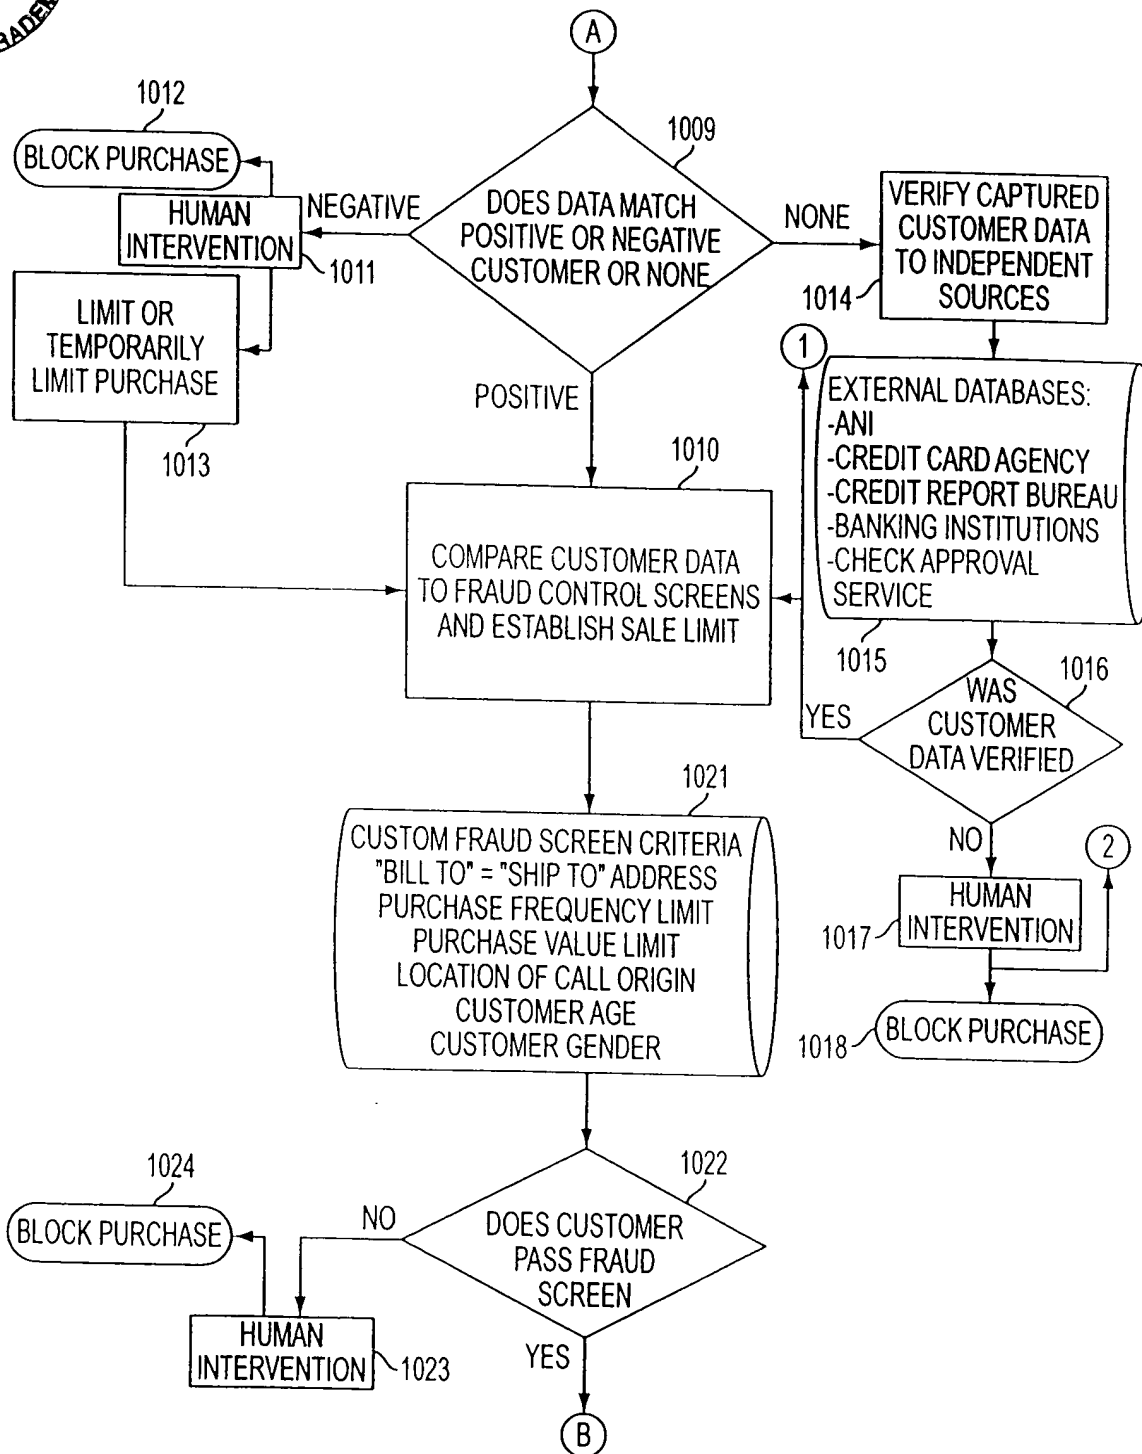 A
1012
BLOCK PURCHASE
1009
NEGATIVE
HUMAN
INTERVENTION
1011
DOES DATA MATCH
POSITIVE OR NEGATIVE
CUSTOMER OR NONE
NONE
VERIFY CAPTURED
CUSTOMER DATA
TO INDEPENDENT
SOURCES
1014
LIMIT OR
TEMPORARILY
LIMIT PURCHASE
1013
POSITIVE
1
EXTERNAL DATABASES:
-ANI
-CREDIT CARD AGENCY
-CREDIT REPORT BUREAU
-BANKING INSTITUTIONS
-CHECK APPROVAL
SERVICE
1015
1010
COMPARE CUSTOMER DATA
TO FRAUD CONTROL SCREENS
AND ESTABLISH SALE LIMIT
1016
WAS
CUSTOMER
DATA VERIFIED
YES
NO
2
HUMAN
INTERVENTION
1017
BLOCK PURCHASE
1018
1021
CUSTOM FRAUD SCREEN CRITERIA
"BILL TO" = "SHIP TO" ADDRESS
PURCHASE FREQUENCY LIMIT
PURCHASE VALUE LIMIT
LOCATION OF CALL ORIGIN
CUSTOMER AGE
CUSTOMER GENDER
1022
DOES CUSTOMER
PASS FRAUD
SCREEN
NO
1024
BLOCK PURCHASE
HUMAN
INTERVENTION
1023
YES
B